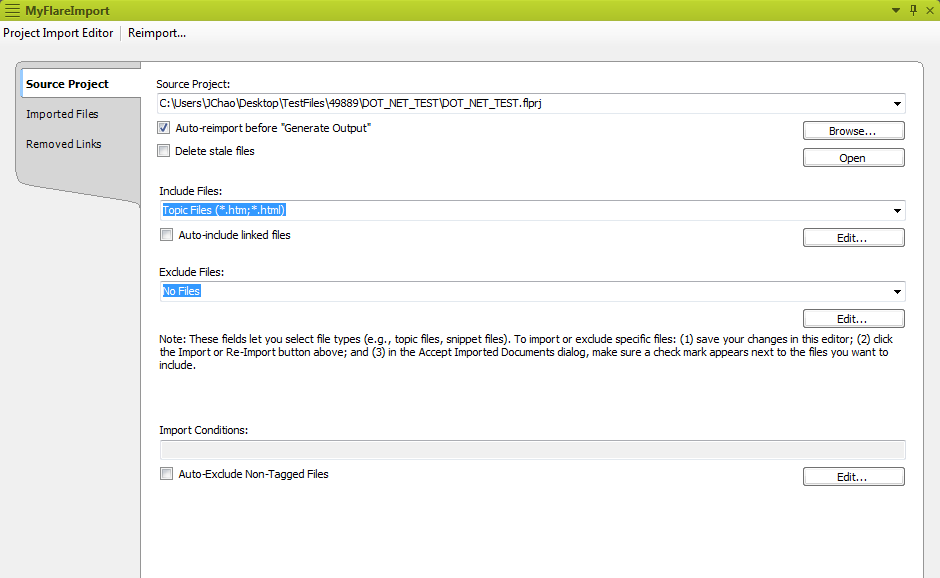 MyFlareImport
Project Import Editor
Reimport...
Source Project
Imported Files
Removed Links
Source Project:
C:\Users\JChao\Desktop\TestFiles\49889\DOT_NET_TEST\DOT_NET_TEST.flprj
Auto-reimport before "Generate Output"
Browse...
Delete stale files
Open
Include Files:
Topic Files (*.htm;*.html)
Auto-include linked files
Edit...
Exclude Files:
No Files
Edit...
Note: These fields let you select file types (e.g., topic files, snippet files). To import or exclude specific files: (1) save your changes in this editor; (2) click
the Import or Re-Import button above; and (3) in the Accept Imported Documents dialog, make sure a check mark appears next to the files you want to
include.
Import Conditions:
Auto-Exclude Non-Tagged Files
Edit...